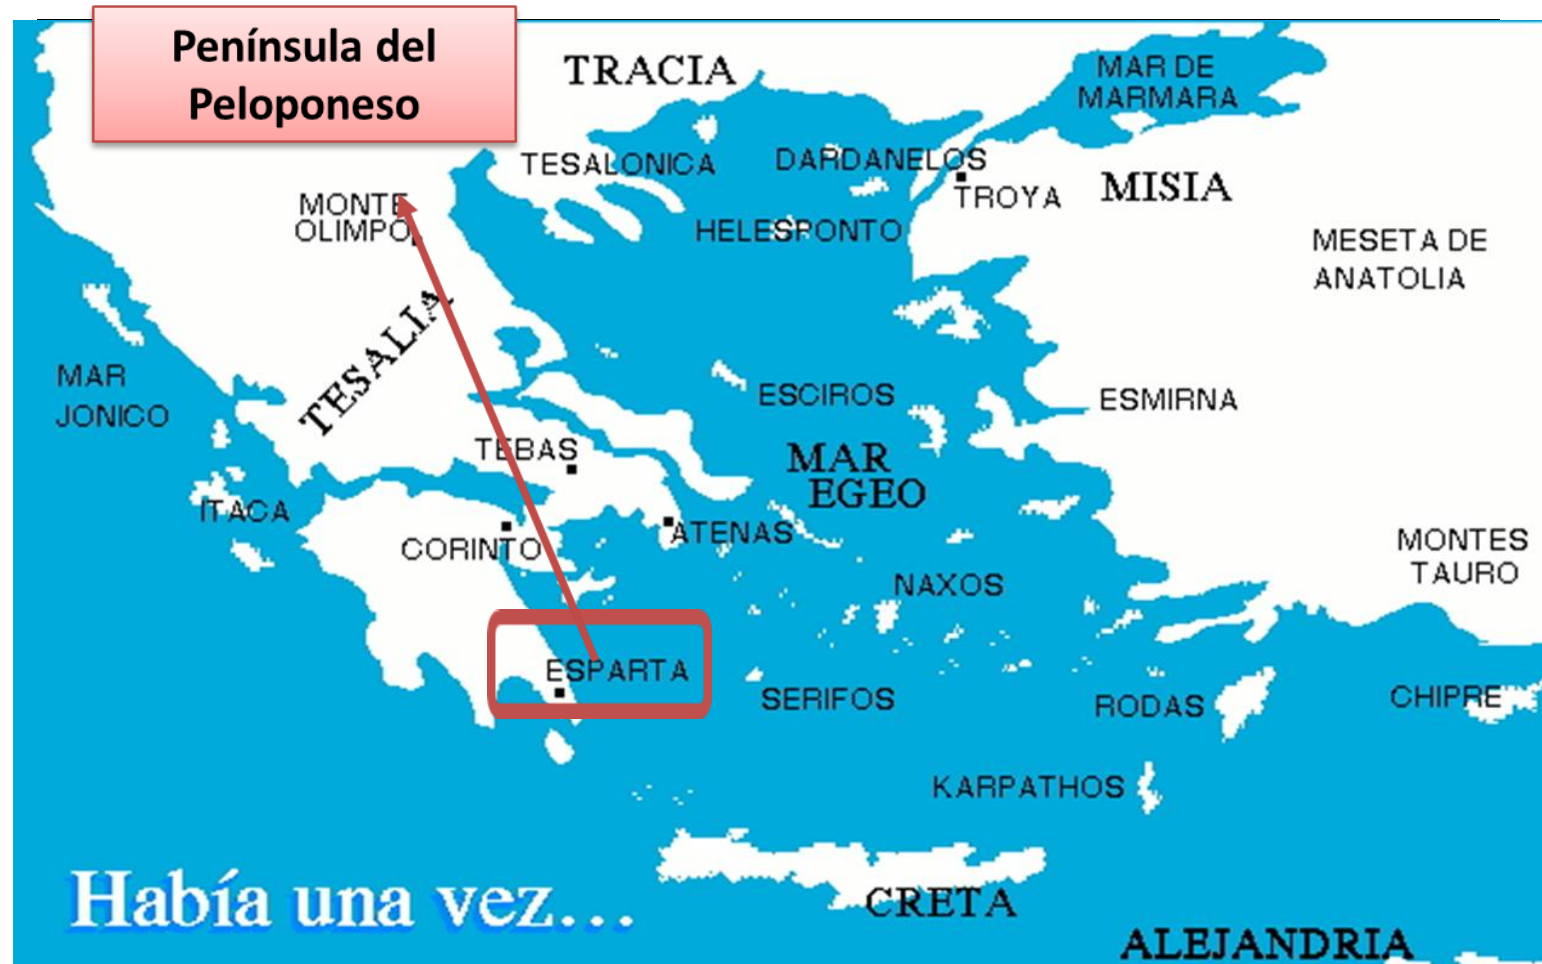 Península del
Peloponeso
TRACIA
MAR DE
MARMARA
TESALONICA
DARDANELOS
TROYA
MISIA
MONTE
OLIMPO
HELESPONTO
MESETA DE
ANATOLIA
TESALIA
MAR
JONICO
ESCIROS
ESMIRNA
TEBAS
MAR
EGEO
ITACA
CORINTO
ATENAS
MONTES
TAURO
NAXOS
ESPARTA
SERIFOS
RODAS
CHIPRE
KARPATHOS
Había una vez...
CRETA
ALEJANDRIA